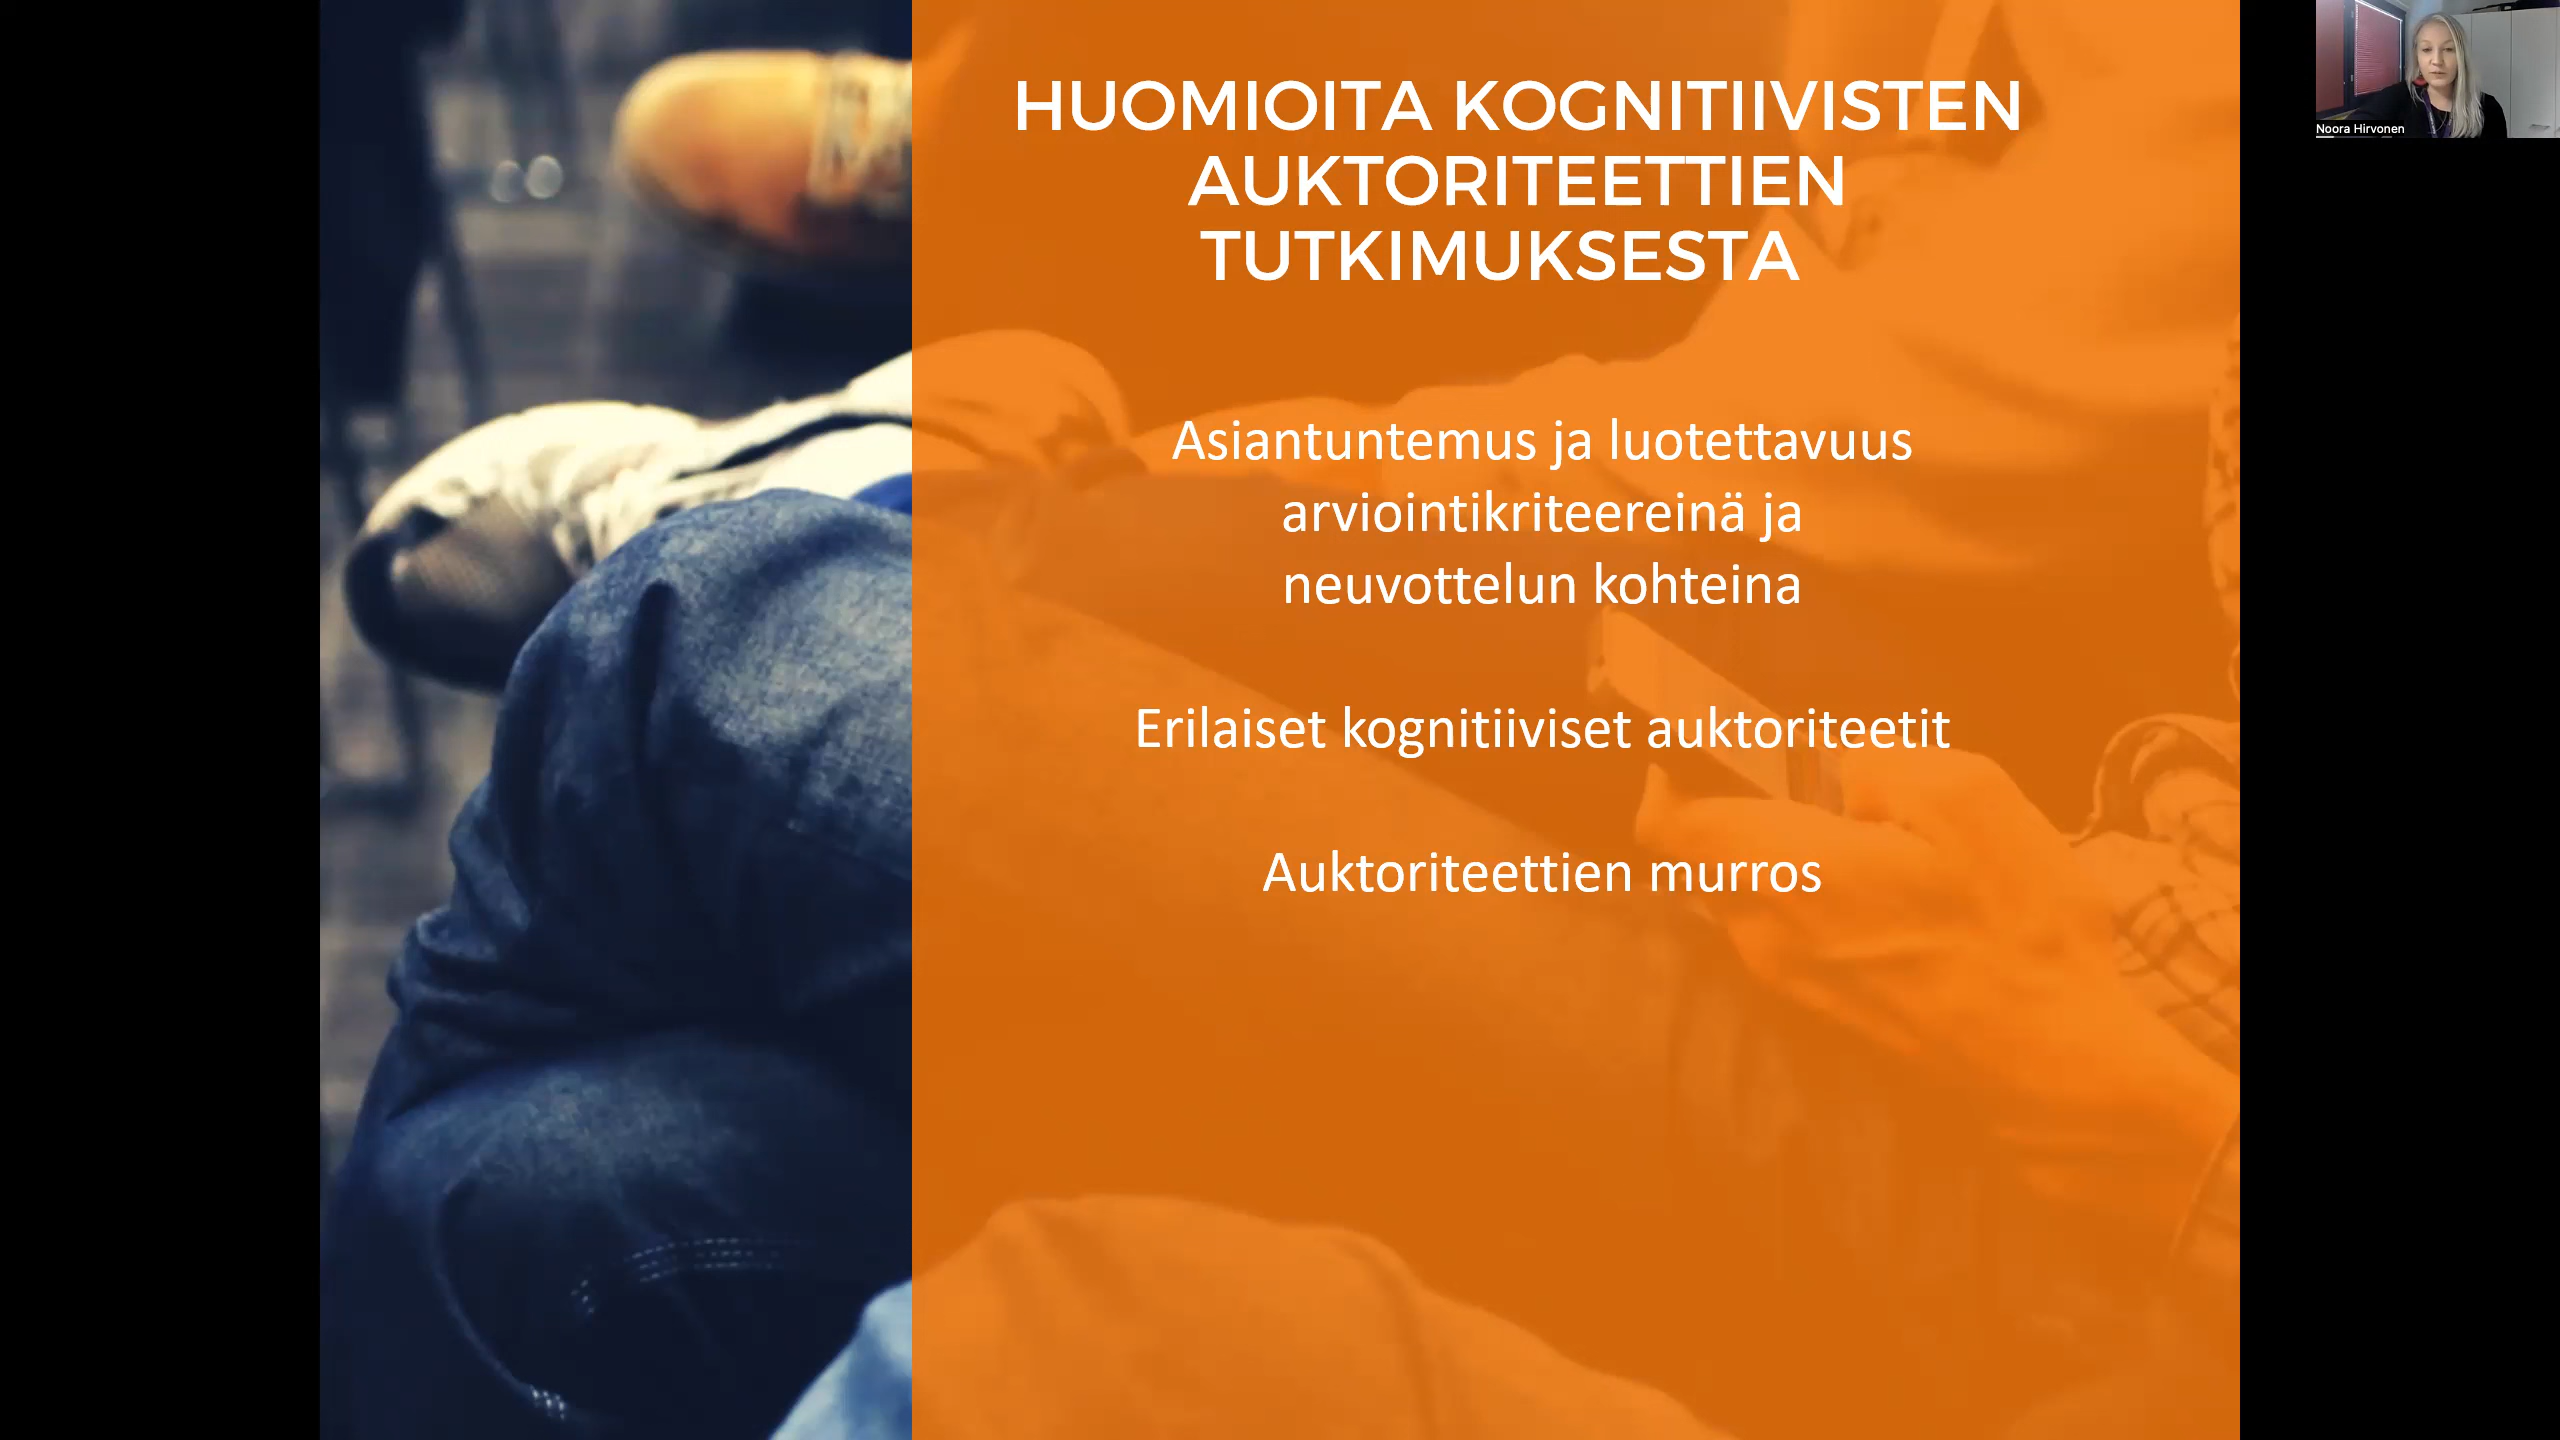 HUOMIOITA KOGNITIIVISTEN
AUKTORITEETTIEN
TUTKIMUKSESTA
Asiantuntemus ja luotettavuus
arviointikriteereinä ja
neuvottelun kohteina
Erilaiset kognitiiviset auktoriteetit
Auktoriteettien murros
Noora Hirvonen